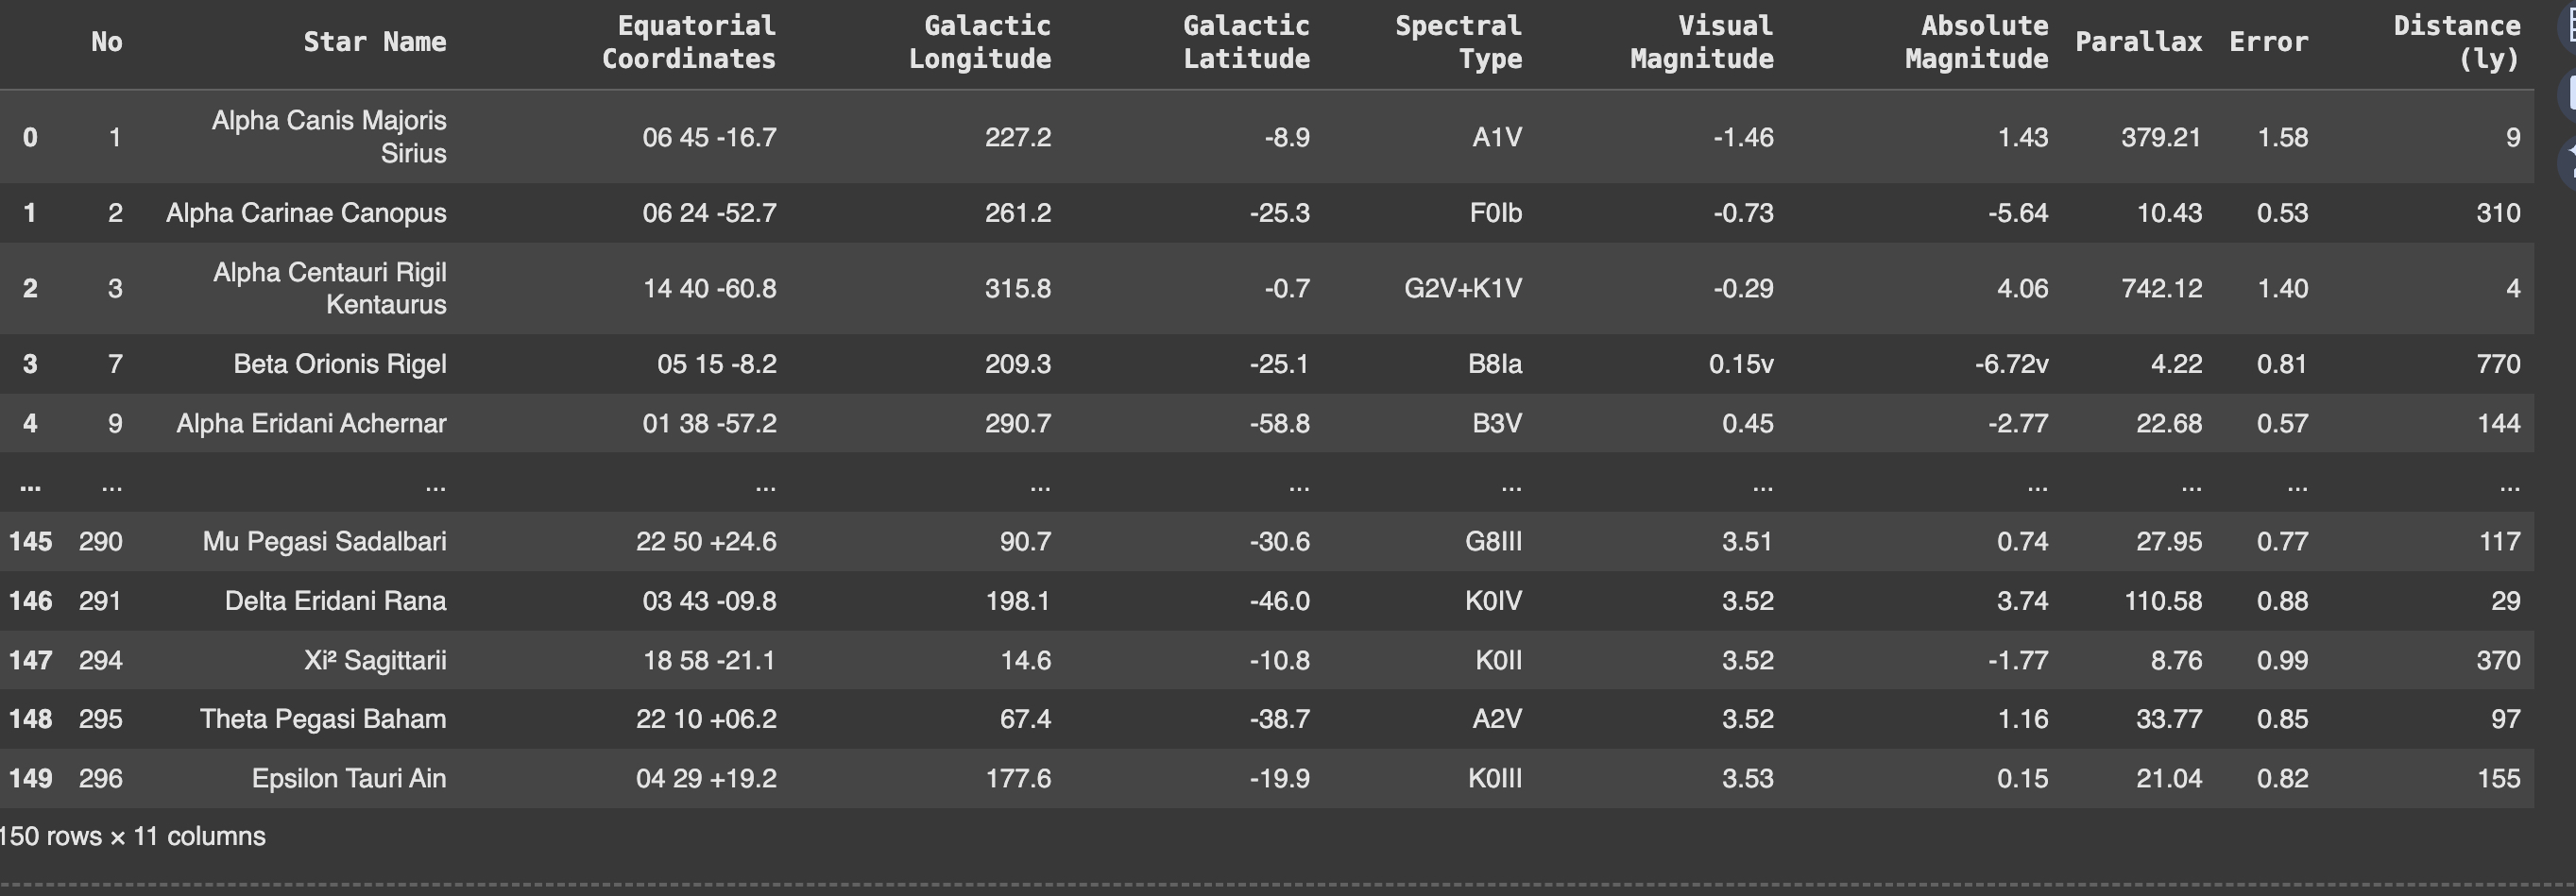 No Star Name Equatorial Coordinates Galactic Longitude Galactic Latitude Spectral Type Visual Magnitude Absolute Magnitude Parallax Error Distance (ly)
0 1 Alpha Canis Majoris Sirius 06 45 -16.7 227.2 -8.9 A1V -1.46 1.43 379.21 1.58 9
1 2 Alpha Carinae Canopus 06 24 -52.7 261.2 -25.3 F0Ib -0.73 -5.64 10.43 0.53 310
2 3 Alpha Centauri Rigil Kentaurus 14 40 -60.8 315.8 -0.7 G2V+K1V -0.29 4.06 742.12 1.40 4
3 7 Beta Orionis Rigel 05 15 -8.2 209.3 -25.1 B8Ia 0.15v -6.72v 4.22 0.81 770
4 9 Alpha Eridani Achernar 01 38 -57.2 290.7 -58.8 B3V 0.45 -2.77 22.68 0.57 144
... ... ... ... ... ... ... ... ... ... ... ...
145 290 Mu Pegasi Sadalbari 22 50 +24.6 90.7 -30.6 G8III 3.51 0.74 27.95 0.77 117
146 291 Delta Eridani Rana 03 43 -09.8 198.1 -46.0 K0IV 3.52 3.74 110.58 0.88 29
147 294 Xi² Sagittarii 18 58 -21.1 14.6 -10.8 K0II 3.52 -1.77 8.76 0.99 370
148 295 Theta Pegasi Baham 22 10 +06.2 67.4 -38.7 A2V 3.52 1.16 33.77 0.85 97
149 296 Epsilon Tauri Ain 04 29 +19.2 177.6 -19.9 K0III 3.53 0.15 21.04 0.82 155
150 rows × 11 columns